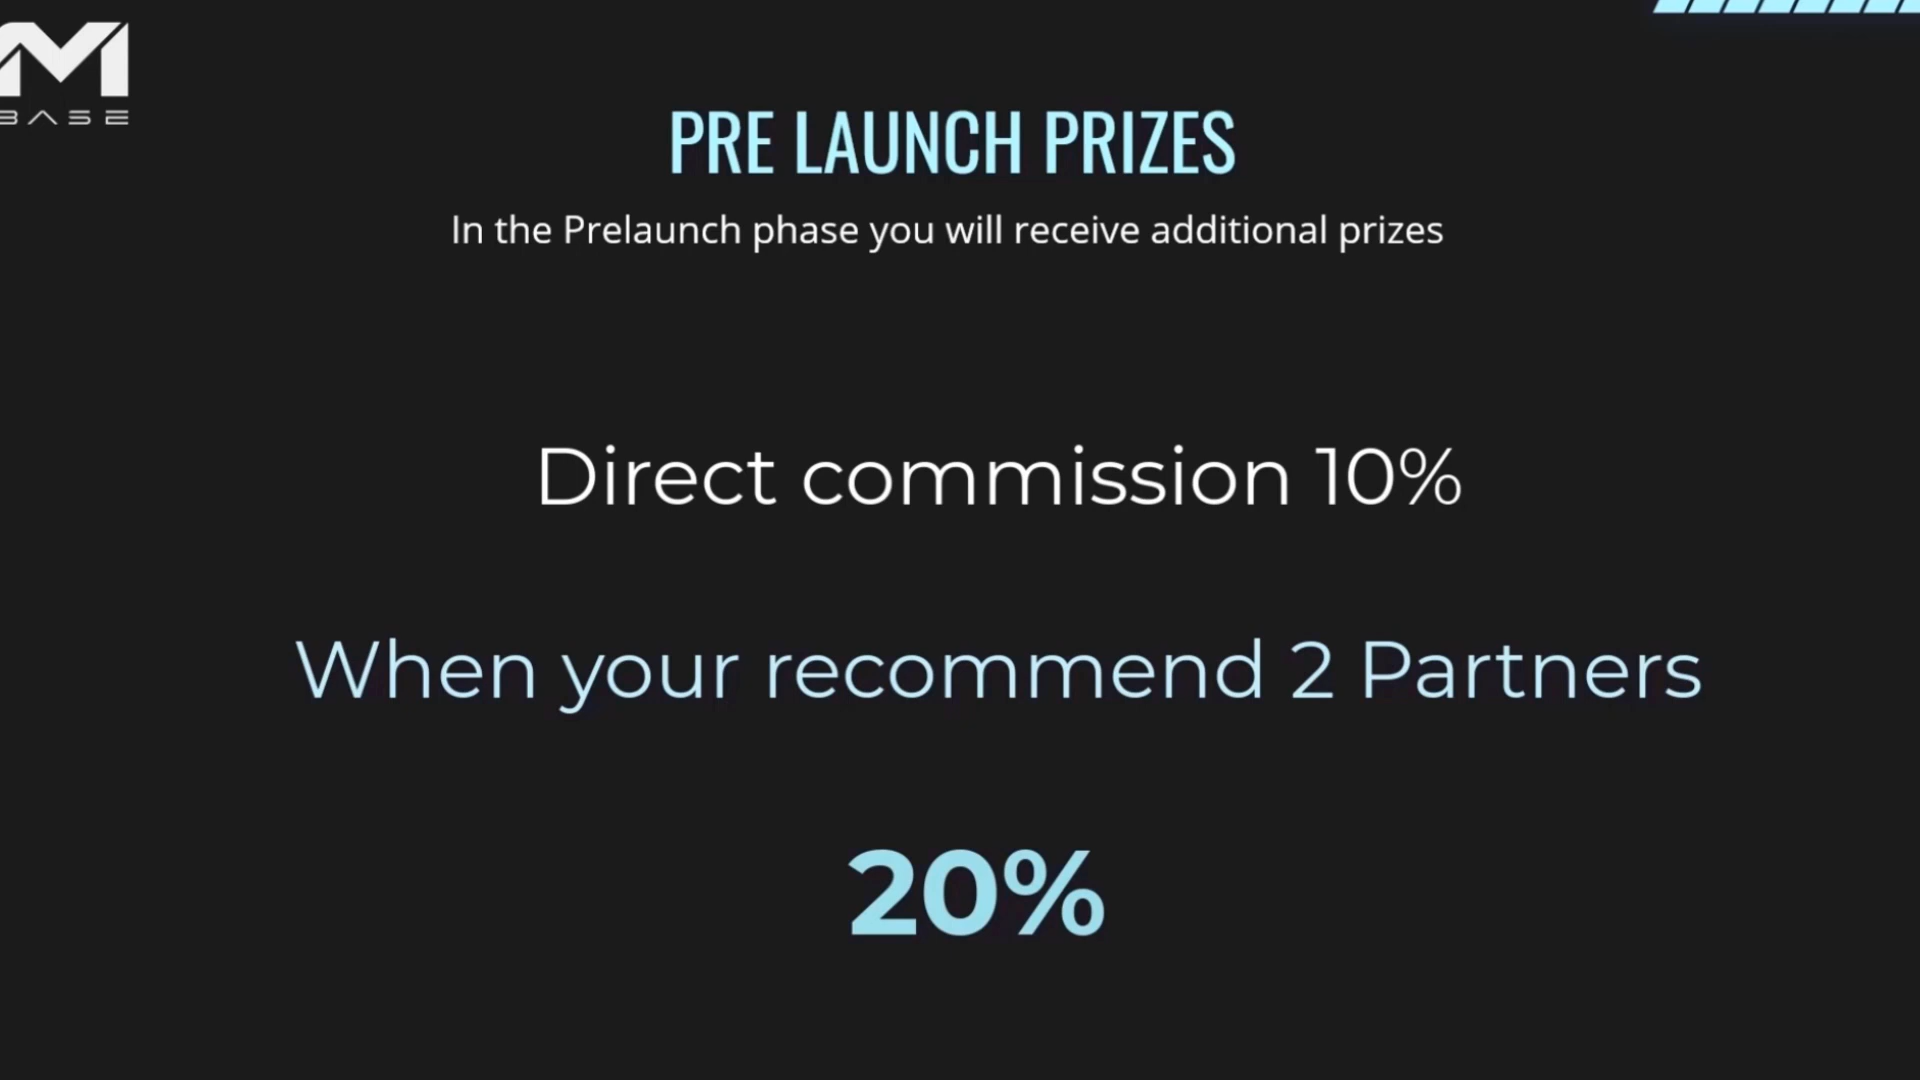 M
BASE
PRE LAUNCH PRIZES
In the Prelaunch phase you will receive additional prizes
Direct commission 10%
When your recommend 2 Partners
20%